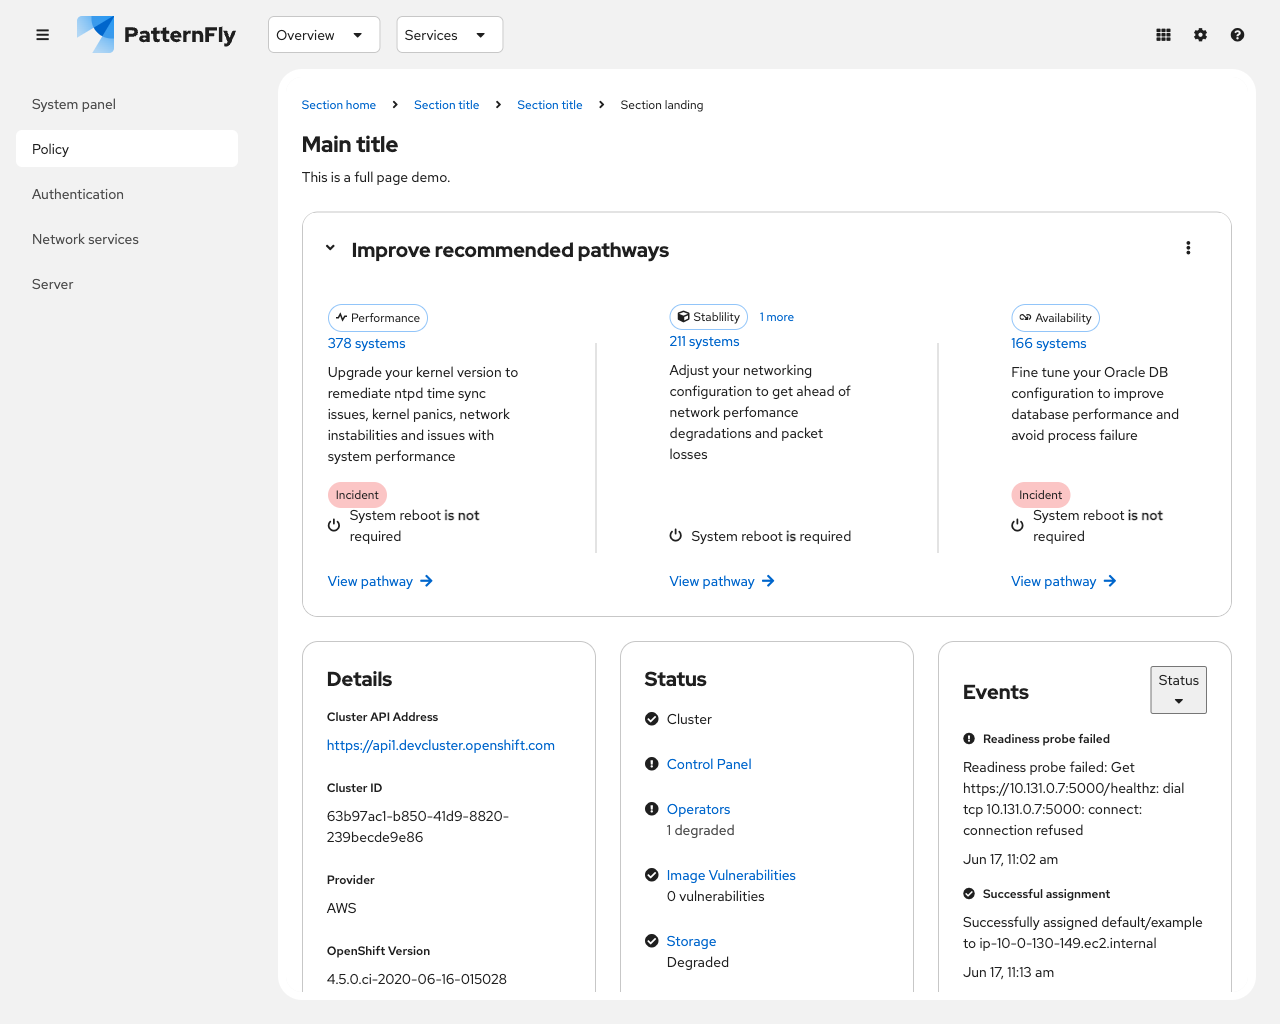 PatternFly
Overview
Services
System panel
Policy
Authentication
Network services
Server
Section home
Section title
Section title
Section landing
Main title
This is a full page demo.
Improve recommended pathways
Performance
378 systems
Upgrade your kernel version to
remediate ntpd time sync
issues, kernel panics, network
instabilities and issues with
system performance
Incident
System reboot is not
required
View pathway
Stablility
1 more
211 systems
Adjust your networking
configuration to get ahead of
network perfomance
degradations and packet
losses
System reboot is required
View pathway
Availability
166 systems
Fine tune your Oracle DB
configuration to improve
database performance and
avoid process failure
Incident
System reboot is not
required
View pathway
Details
Cluster API Address
https://api1.devcluster.openshift.com
Cluster ID
63b97ac1-b850-41d9-8820-
239becde9e86
Provider
AWS
OpenShift Version
4.5.0.ci-2020-06-16-015028
Status
Cluster
Control Panel
Operators
1 degraded
Image Vulnerabilities
0 vulnerabilities
Storage
Degraded
Events
Status
Readiness probe failed
Readiness probe failed: Get
https://10.131.0.7:5000/healthz: dial
tcp 10.131.0.7:5000: connect:
connection refused
Jun 17, 11:02 am
Successful assignment
Successfully assigned default/example
to ip-10-0-130-149.ec2.internal
Jun 17, 11:13 am